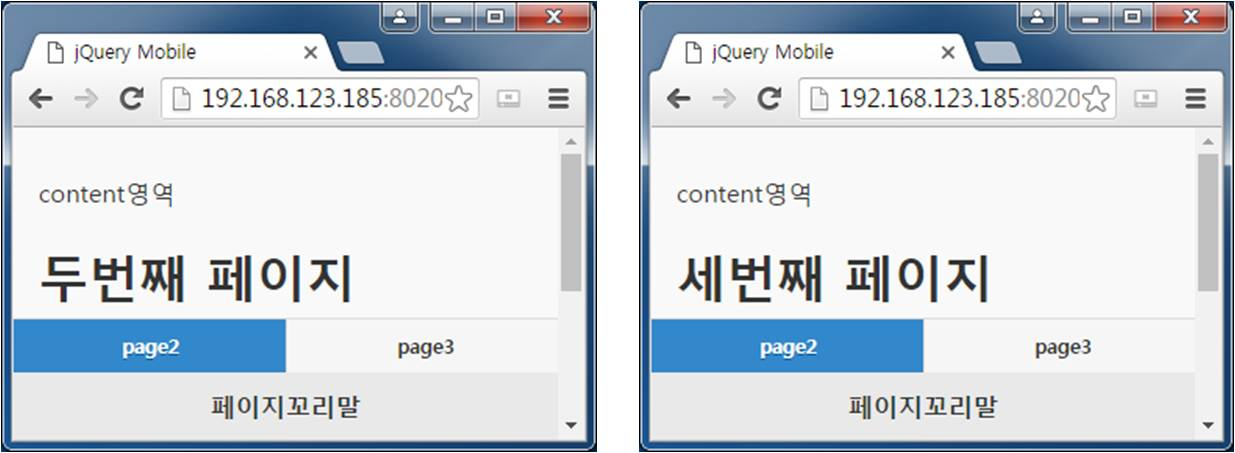 jQuery Mobile
192.168.123.185:8020
content영역
두번째 페이지
page2 page3
페이지꼬리말
jQuery Mobile
192.168.123.185:8020
content영역
세번째 페이지
page2 page3
페이지꼬리말